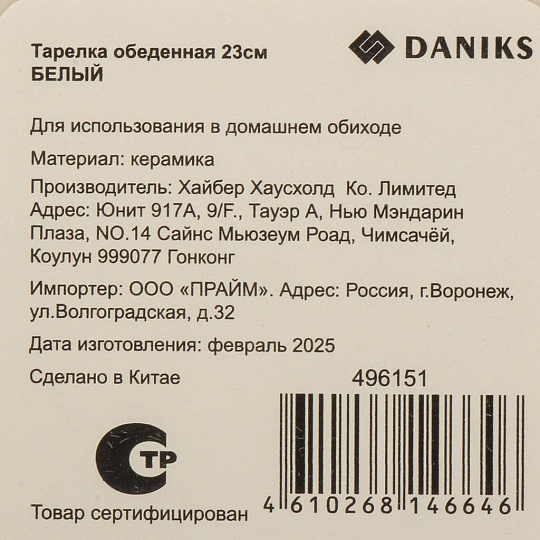 Тарелка обеденная 23см
БЕЛЫЙ
DANIKS
Для использования в домашнем обиходе
Материал: керамика
Производитель: Хайбер Хаусхолд Ко. Лимитед
Адрес: Юнит 917А, 9/F., Тауэр А, Нью Мэндарин
Плаза, NO.14 Сайнс Мьюзеум Роад, Чимсачёй,
Коулун 999077 Гонконг
Импортер: ООО «ПРАЙМ». Адрес: Россия, г.Воронеж,
ул.Волгоградская, д.32
Дата изготовления: февраль 2025
Сделано в Китае
496151
ТР
Товар сертифицирован
4 610268 146646